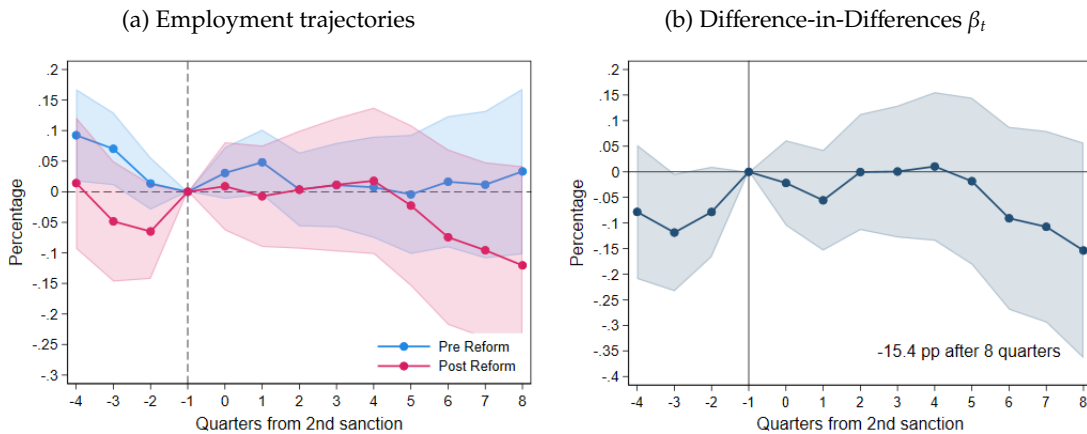 (a) Employment trajectories
.2
.15
.1
.05
0
-.05
-.1
-.15
-.2
-.25
-.3
Percentage
Pre Reform
Post Reform
-4 -3 -2 -1 0 1 2 3 4 5 6 7 8
Quarters from 2nd sanction
(b) Difference-in-Differences βt
.2
.15
.1
.05
0
-.05
-.1
-.15
-.2
-.25
-.3
-.35
-.4
Percentage
-15.4 pp after 8 quarters
-4 -3 -2 -1 0 1 2 3 4 5 6 7 8
Quarters from 2nd sanction